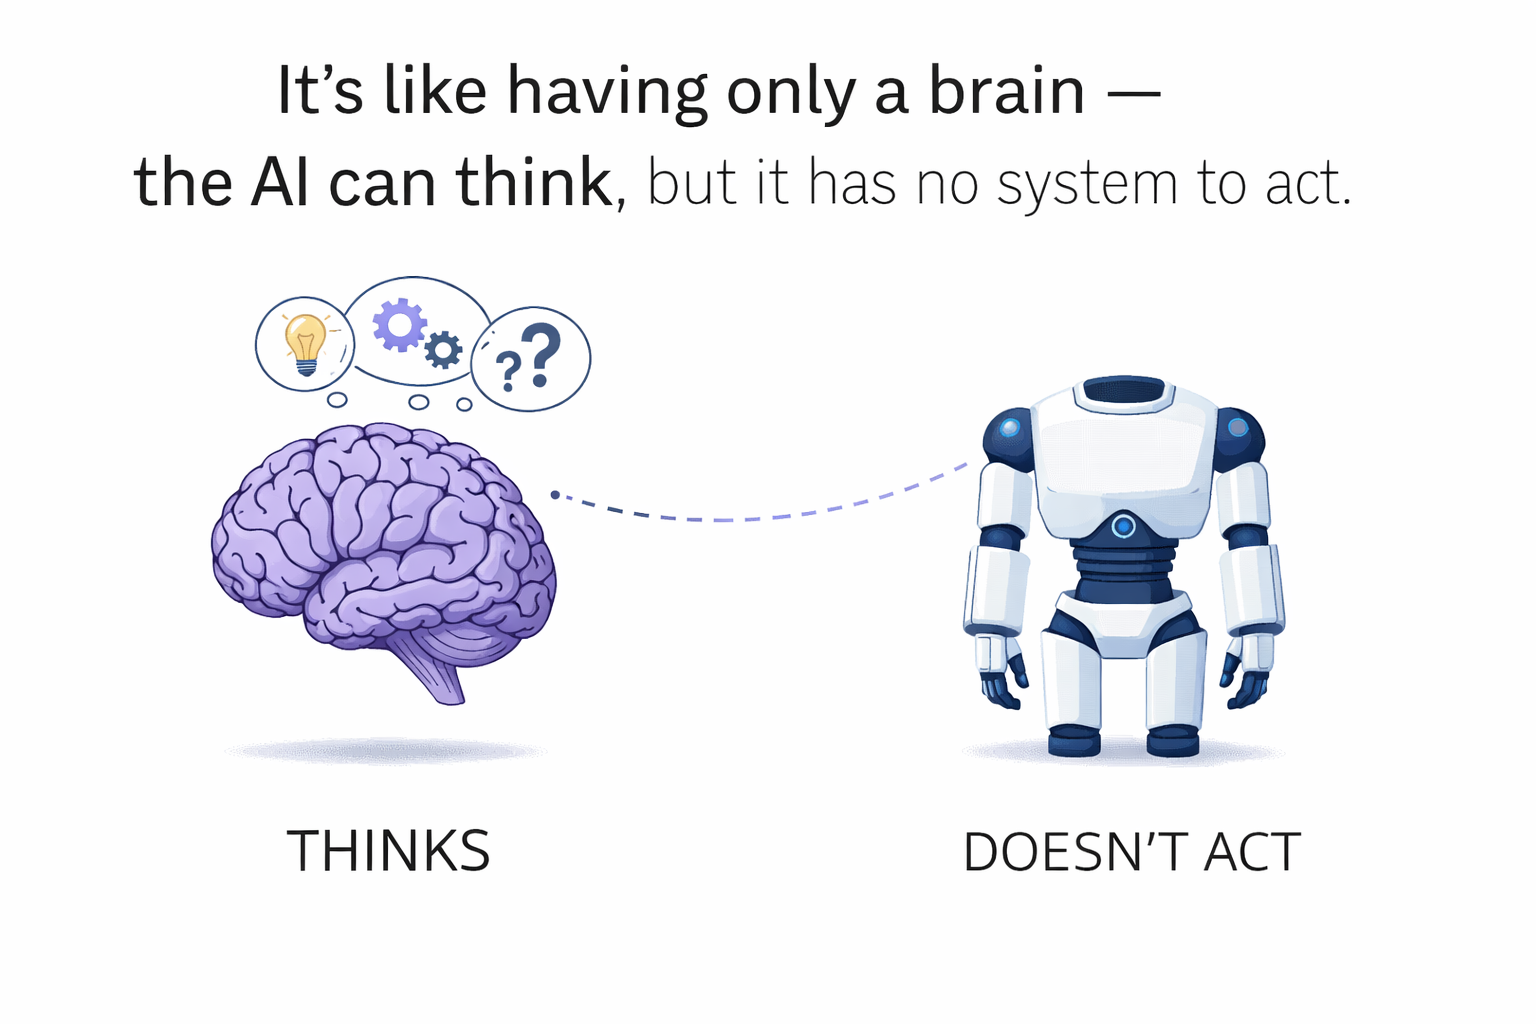 It’s like having only a brain —
the AI can think, but it has no system to act.
? ?
THINKS
DOESN’T ACT